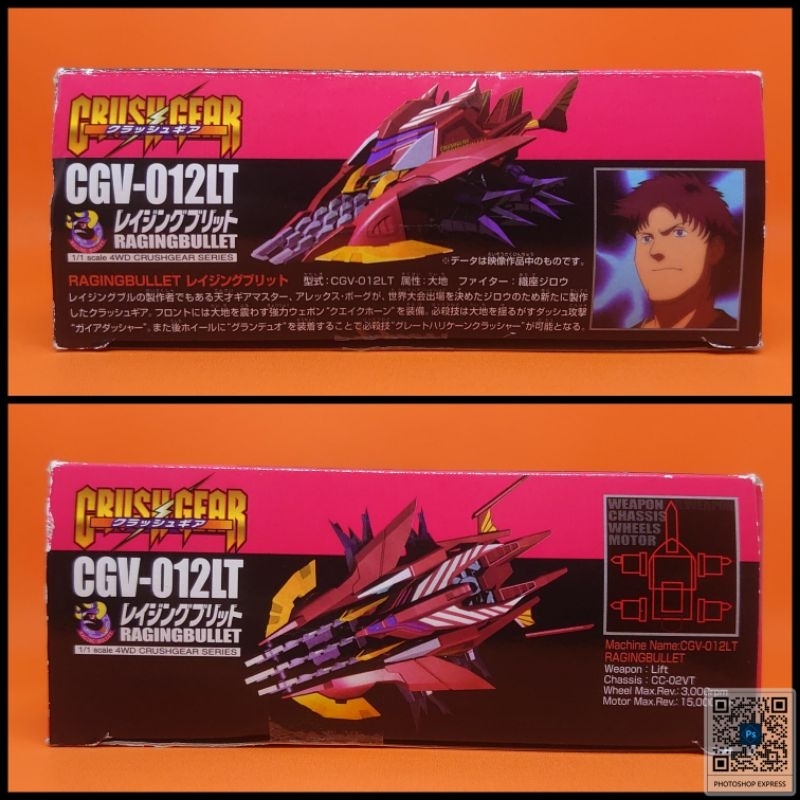 CRUSH GEAR
クラッシュギア
CGV-012LT
レイジングブリット
RAGINGBULLET
1/1 scale 4WD CRUSHGEAR SERIES
※データは映像作品中のものです。
RAGINGBULLET レイジングブリット 型式:CGV-012LT 属性:大地 ファイター:織座ジロウ
レイジングブルの製作者でもある天才ギアマスター、アレックス・ボーグが、世界大会出場を決めたジロウのため新たに製作
したクラッシュギア。フロントには大地を震わす強力ウェポン"クエイクホーン"を装備。必殺技は大地を揺るがすダッシュ攻撃
"ガイアダッシャー"。また後ホイールに"グランデュオ"を装着することで必殺技"グレートハリケーンクラッシャー"が可能となる。
CRUSH GEAR
クラッシュギア
CGV-012LT
レイジングブリット
RAGINGBULLET
1/1 scale 4WD CRUSHGEAR SERIES
WEAPON
CHASSIS
WHEELS
MOTOR
Machine Name:CGV-012LT
RAGINGBULLET
Weapon : Lift
Chassis : CC-02VT
Wheel Max.Rev.: 3,000rpm
Motor Max.Rev.: 15,000
Ps
PHOTOSHOP EXPRESS